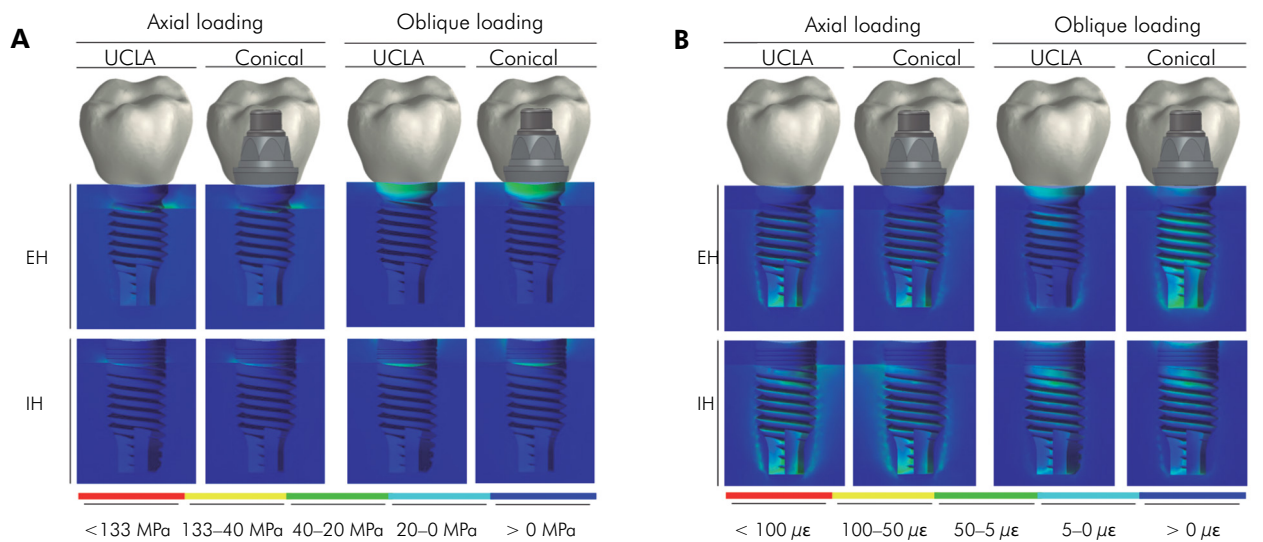 A
Axial loading
Oblique loading
UCLA
Conical
UCLA
Conical
EH
IH
<133 MPa
133–40 MPa
40–20 MPa
20–0 MPa
> 0 MPa
B
Axial loading
Oblique loading
UCLA
Conical
UCLA
Conical
EH
IH
< 100 µε
100–50 µε
50–5 µε
5–0 µε
> 0 µε